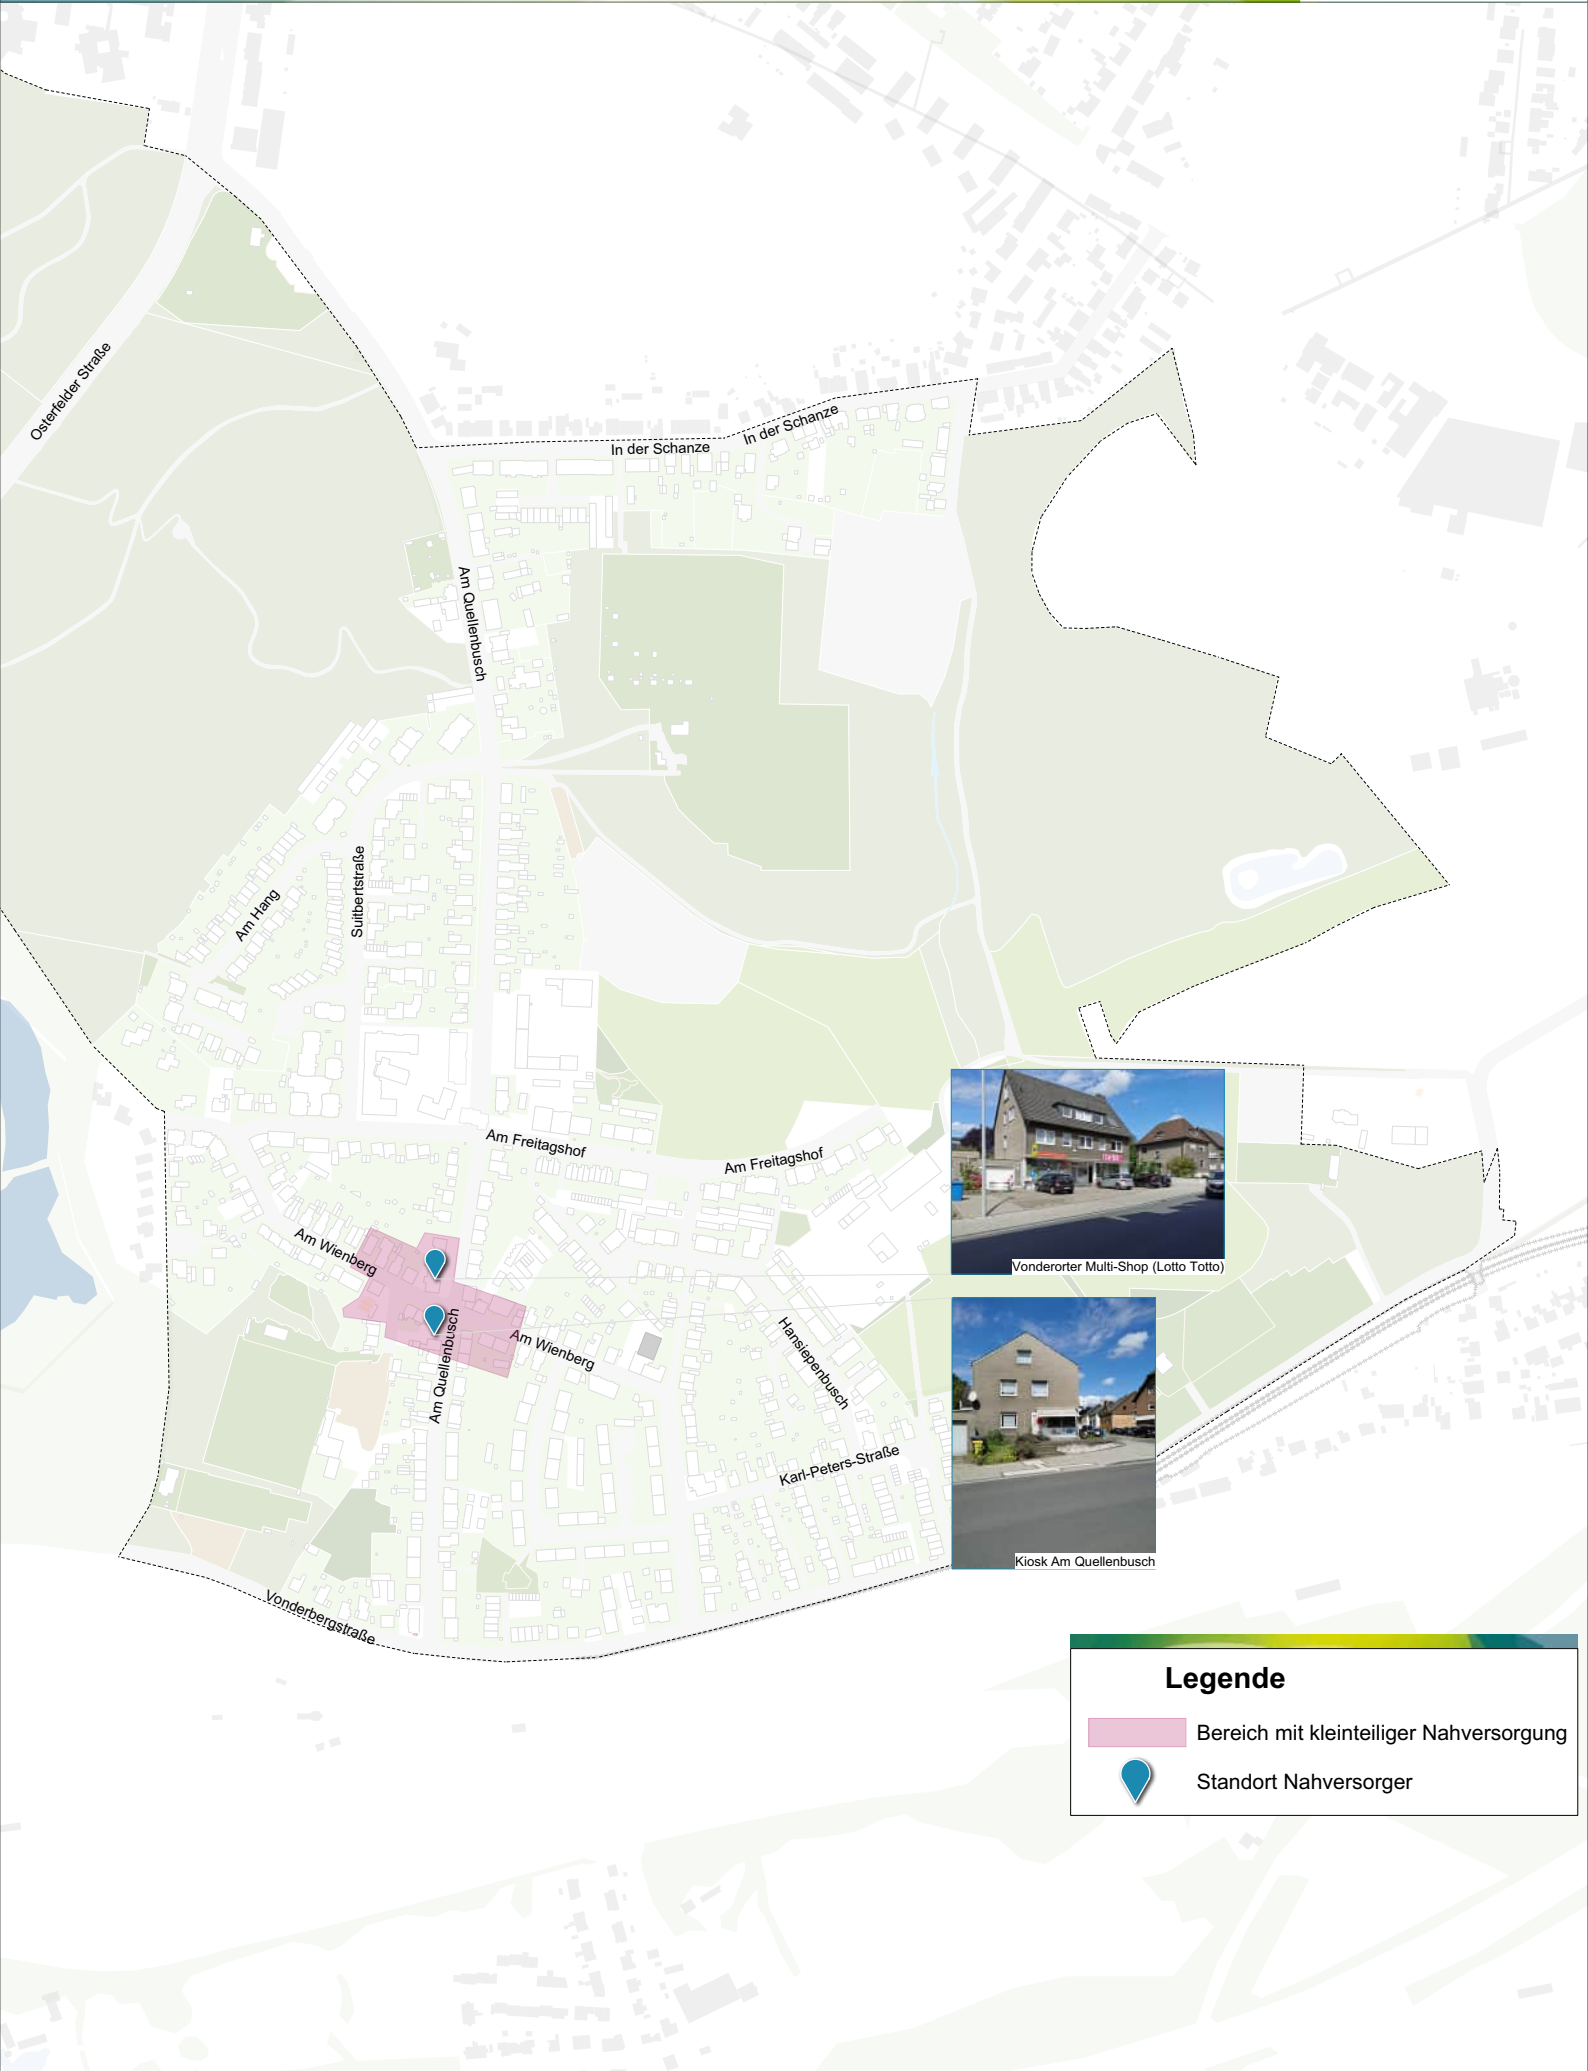 Osterfelder Straße
In der Schanze
In der Schanze
Am Quellenbusch
Suitbertstraße
Am Hang
Am Freitagshof
Am Freitagshof
Am Wienberg
Vonderorter Multi-Shop (Lotto Totto)
Am Quellenbusch
Am Wienberg
Hansiepenbusch
Karl-Peters-Straße
Kiosk Am Quellenbusch
Vonderbergstraße
Legende
Bereich mit kleinteiliger Nahversorgung
Standort Nahversorger